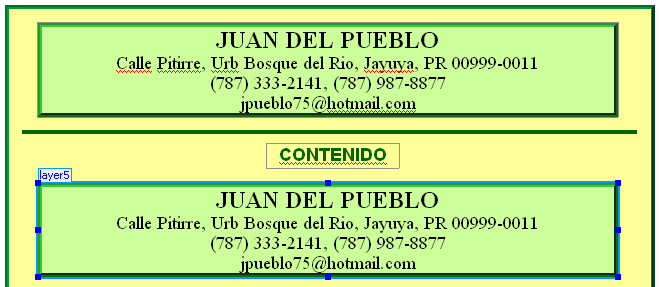 JUAN DEL PUEBLO
Calle Pitirre, Urb Bosque del Rio, Jayuya, PR 00999-0011
(787) 333-2141, (787) 987-8877
jpueblo75@hotmail.com
CONTENIDO
layer5
JUAN DEL PUEBLO
Calle Pitirre, Urb Bosque del Rio, Jayuya, PR 00999-0011
(787) 333-2141, (787) 987-8877
jpueblo75@hotmail.com